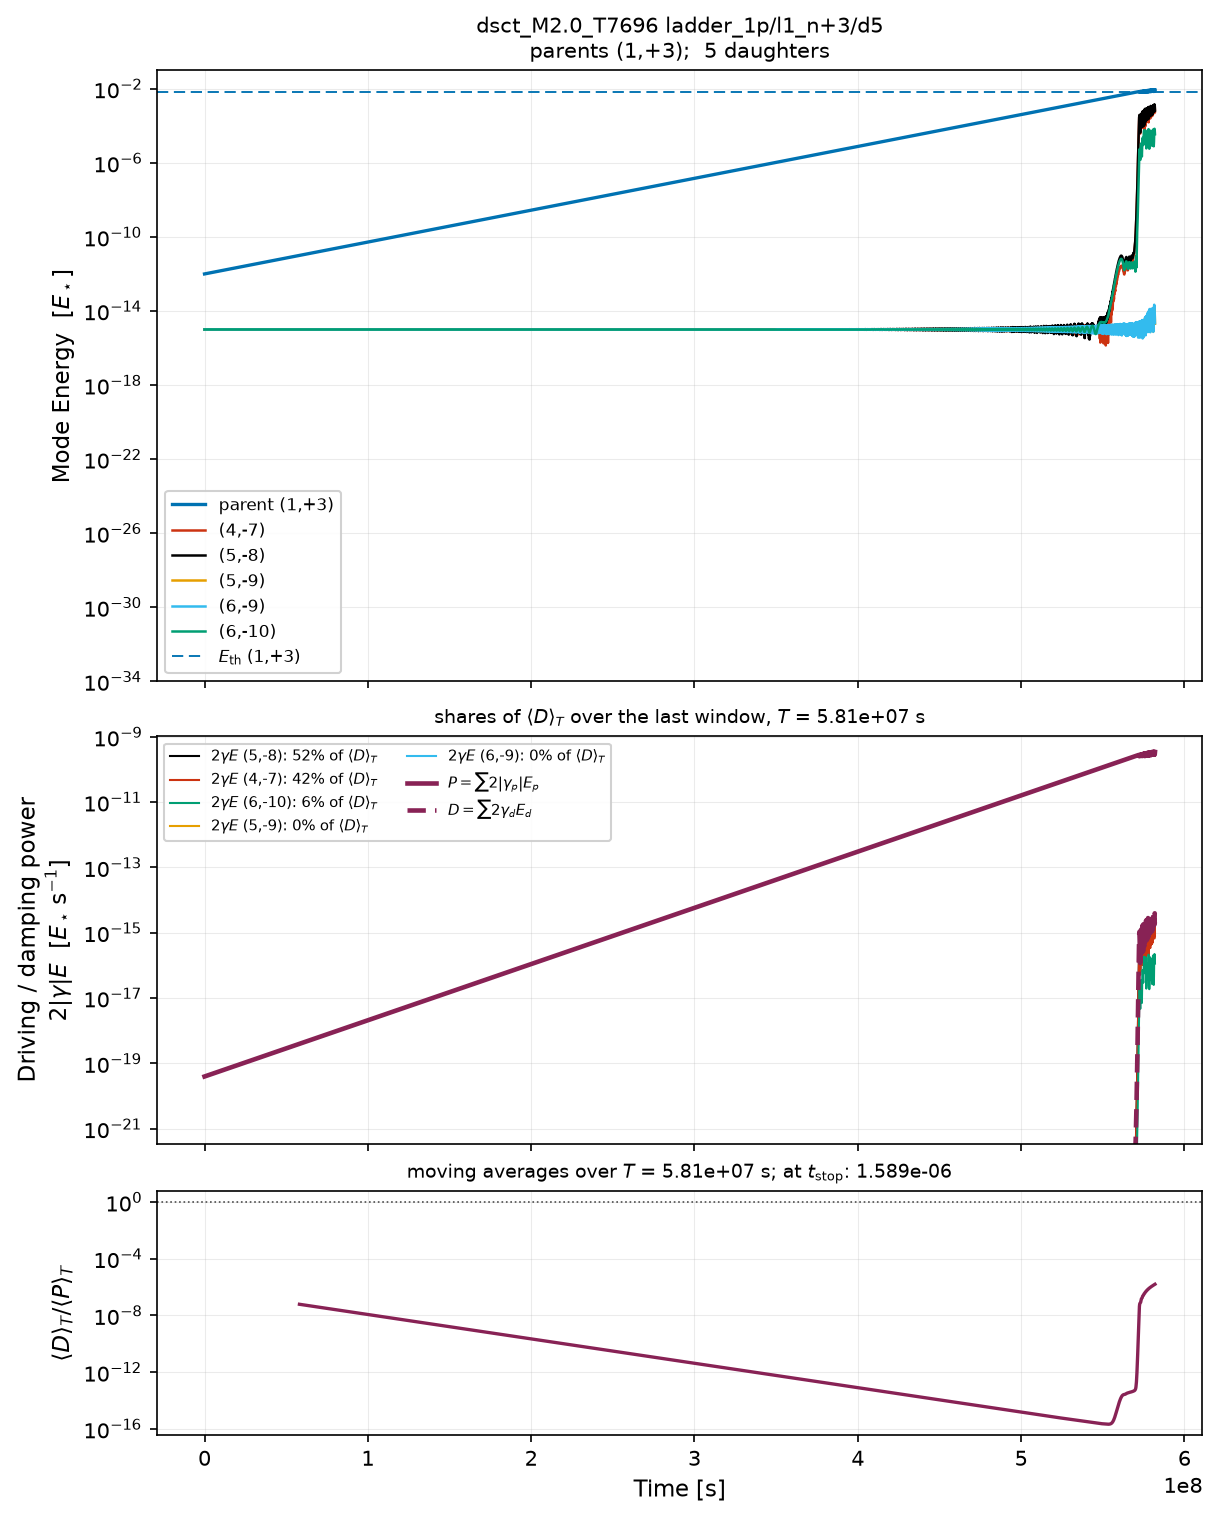 dsct_M2.0_T7696 ladder_1p/l1_n+3/d5
parents (1,+3);  5 daughters
Mode Energy  [E⋆]
10⁻²
10⁻⁶
10⁻¹⁰
10⁻¹⁴
10⁻¹⁸
10⁻²²
10⁻²⁶
10⁻³⁰
10⁻³⁴
parent (1,+3)
(4,-7)
(5,-8)
(5,-9)
(6,-9)
(6,-10)
E_th (1,+3)
shares of ⟨D⟩_T over the last window, T = 5.81e+07 s
Driving / damping power
2|γ|E  [E⋆ s⁻¹]
10⁻⁹
10⁻¹¹
10⁻¹³
10⁻¹⁵
10⁻¹⁷
10⁻¹⁹
10⁻²¹
2γE (5,-8): 52% of ⟨D⟩_T
2γE (4,-7): 42% of ⟨D⟩_T
2γE (6,-10): 6% of ⟨D⟩_T
2γE (5,-9): 0% of ⟨D⟩_T
2γE (6,-9): 0% of ⟨D⟩_T
P = ∑2|γ_p|E_p
D = ∑2γ_dE_d
moving averages over T = 5.81e+07 s; at t_stop: 1.589e-06
⟨D⟩_T/⟨P⟩_T
10⁰
10⁻⁴
10⁻⁸
10⁻¹²
10⁻¹⁶
0 1 2 3 4 5 6
1e8
Time [s]